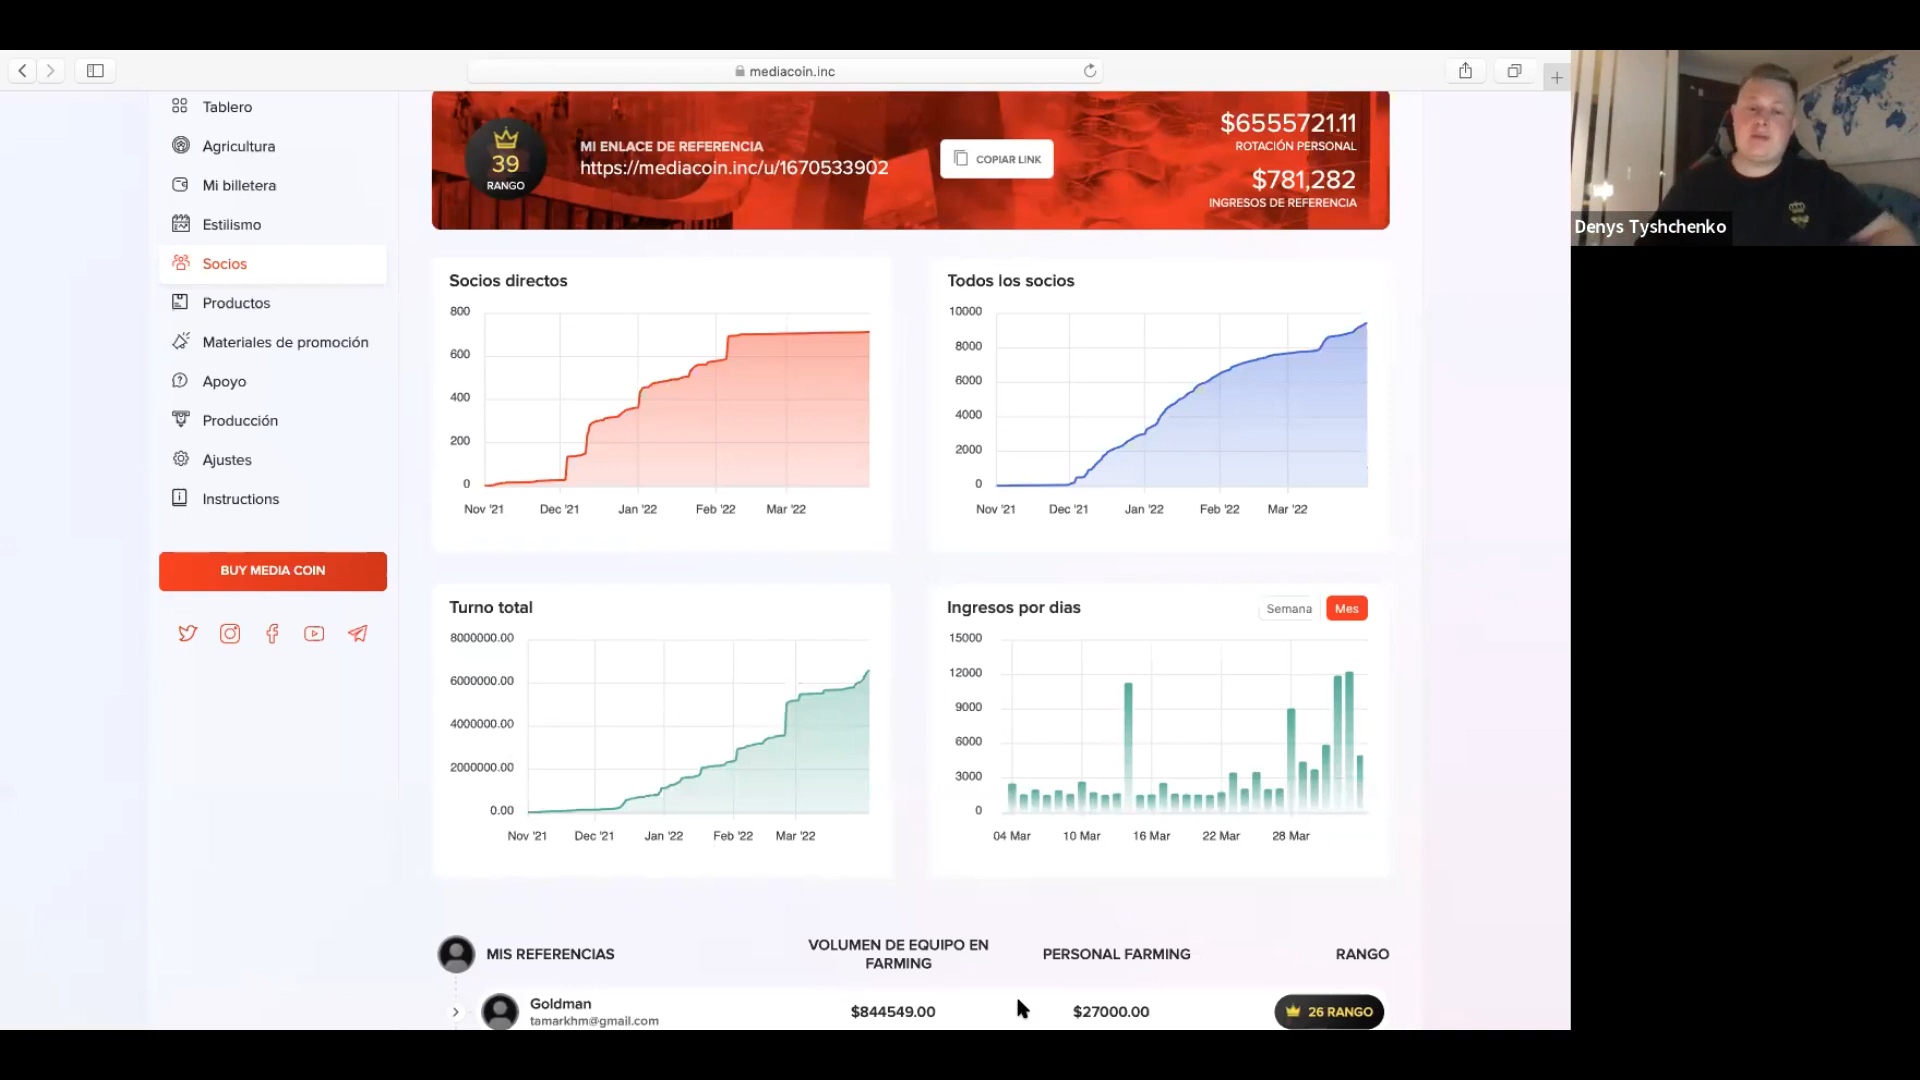 mediacoin.inc
Tablero
Agricultura
Mi billetera
Estilismo
Socios
Productos
Materiales de promoción
Apoyo
Producción
Ajustes
Instructions
BUY MEDIA COIN
39
RANGO
MI ENLACE DE REFERENCIA
https://mediacoin.inc/u/1670533902
COPIAR LINK
$6555721.11
ROTACIÓN PERSONAL
$781,282
INGRESOS DE REFERENCIA
Denys Tyshchenko
Socios directos
800
600
400
200
0
Nov '21 Dec '21 Jan '22 Feb '22 Mar '22
Todos los socios
10000
8000
6000
4000
2000
0
Nov '21 Dec '21 Jan '22 Feb '22 Mar '22
Turno total
8000000.00
6000000.00
4000000.00
2000000.00
0.00
Nov '21 Dec '21 Jan '22 Feb '22 Mar '22
Ingresos por dias
Semana Mes
15000
12000
9000
6000
3000
0
04 Mar 10 Mar 16 Mar 22 Mar 28 Mar
MIS REFERENCIAS
VOLUMEN DE EQUIPO EN
FARMING
PERSONAL FARMING
RANGO
Goldman
tamarkhm@gmail.com
$844549.00
$27000.00
26 RANGO